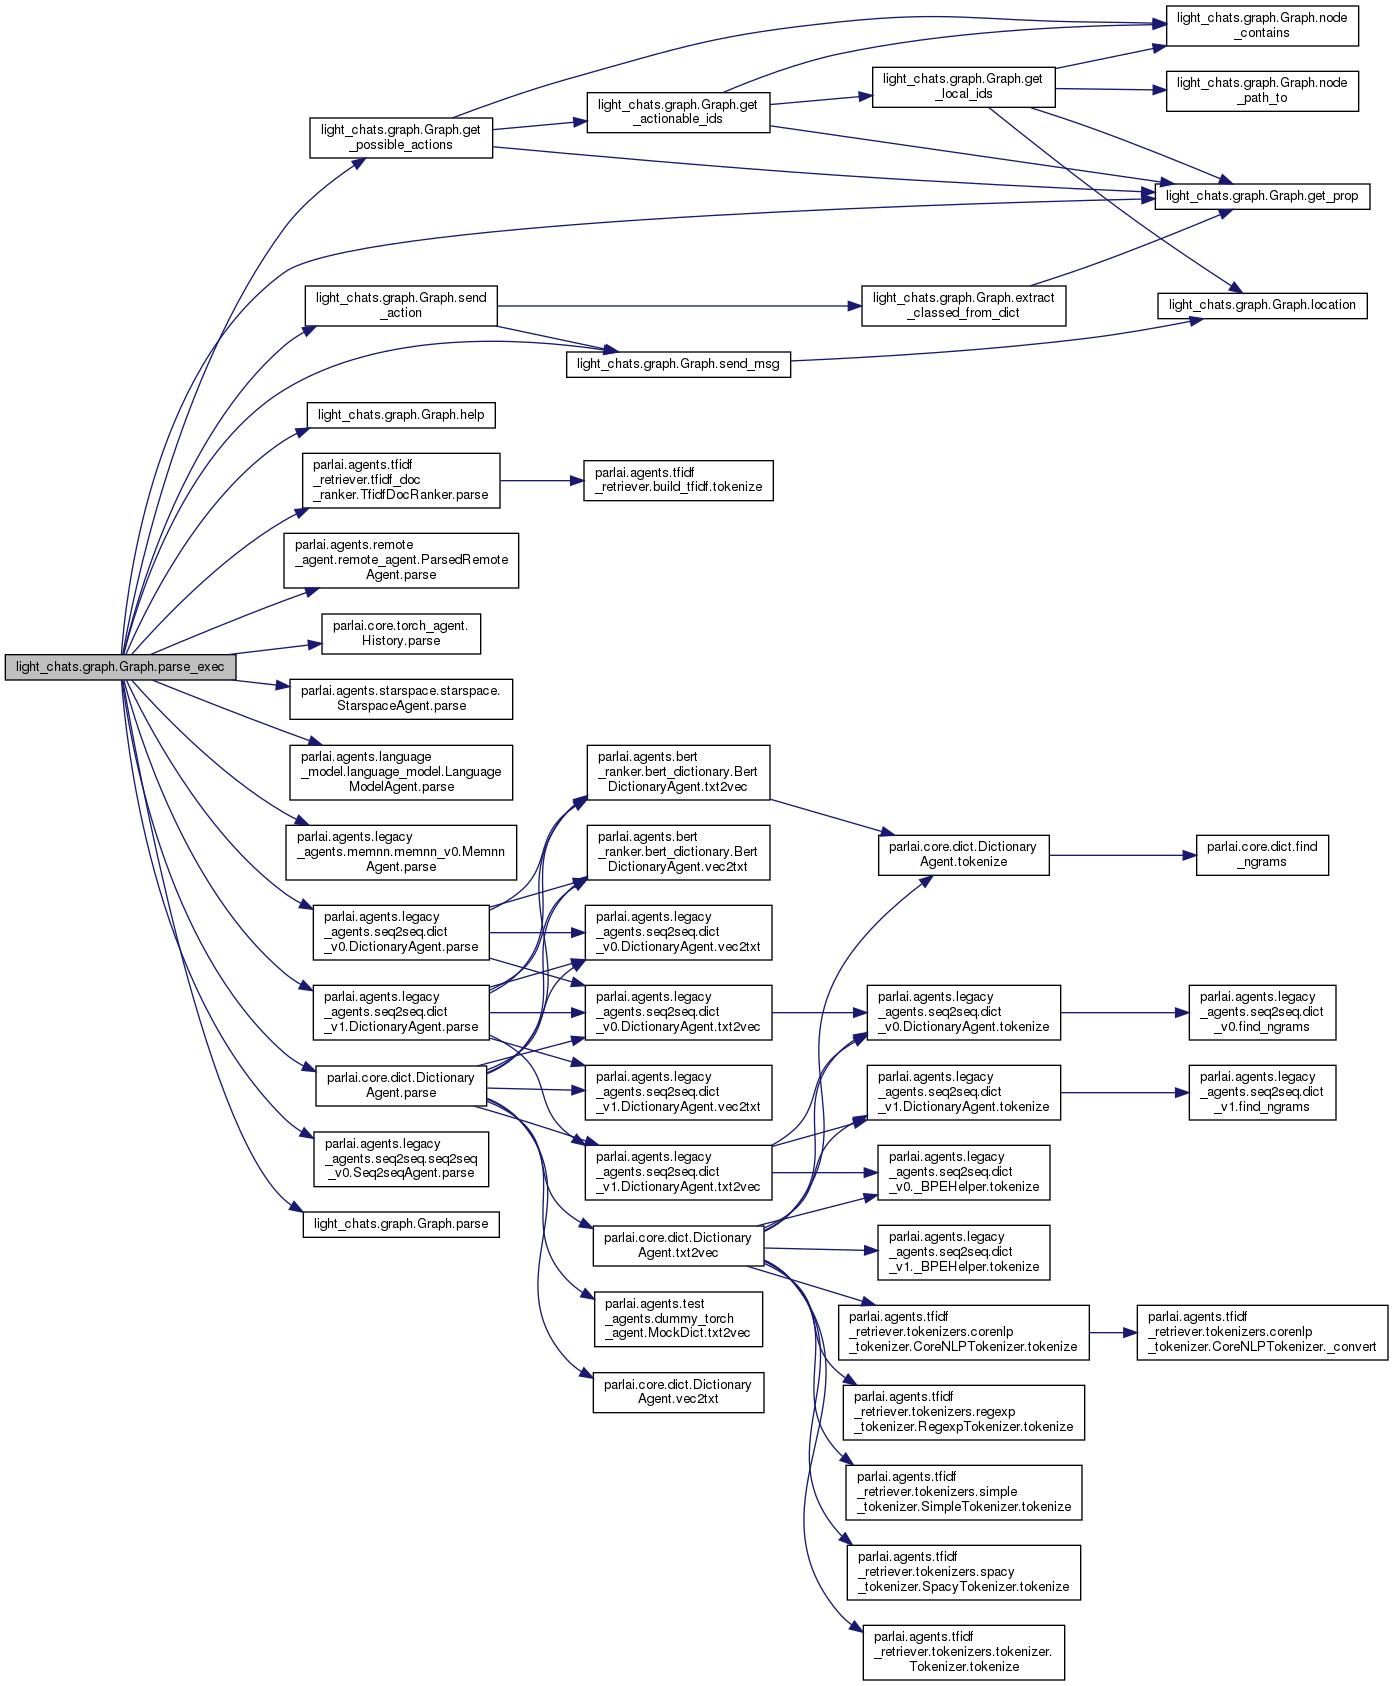 light_chats.graph.Graph.parse_exec
light_chats.graph.Graph.get
_possible_actions
light_chats.graph.Graph.get
_actionable_ids
light_chats.graph.Graph.get
_local_ids
light_chats.graph.Graph.node
_contains
light_chats.graph.Graph.node
_path_to
light_chats.graph.Graph.get_prop
light_chats.graph.Graph.send
_action
light_chats.graph.Graph.extract
_classed_from_dict
light_chats.graph.Graph.location
light_chats.graph.Graph.send_msg
light_chats.graph.Graph.help
parlai.agents.tfidf
_retriever.tfidf_doc
_ranker.TfidfDocRanker.parse
parlai.agents.tfidf
_retriever.build_tfidf.tokenize
parlai.agents.remote
_agent.remote_agent.ParsedRemote
Agent.parse
parlai.core.torch_agent.
History.parse
parlai.agents.starspace.starspace.
StarspaceAgent.parse
parlai.agents.language
_model.language_model.Language
ModelAgent.parse
parlai.agents.legacy
_agents.memnn.memnn_v0.Memnn
Agent.parse
parlai.agents.legacy
_agents.seq2seq.dict
_v0.DictionaryAgent.parse
parlai.agents.legacy
_agents.seq2seq.dict
_v1.DictionaryAgent.parse
parlai.core.dict.Dictionary
Agent.parse
parlai.agents.legacy
_agents.seq2seq.seq2seq
_v0.Seq2seqAgent.parse
light_chats.graph.Graph.parse
parlai.agents.bert
_ranker.bert_dictionary.Bert
DictionaryAgent.txt2vec
parlai.agents.bert
_ranker.bert_dictionary.Bert
DictionaryAgent.vec2txt
parlai.agents.legacy
_agents.seq2seq.dict
_v0.DictionaryAgent.vec2txt
parlai.agents.legacy
_agents.seq2seq.dict
_v0.DictionaryAgent.txt2vec
parlai.agents.legacy
_agents.seq2seq.dict
_v1.DictionaryAgent.vec2txt
parlai.agents.legacy
_agents.seq2seq.dict
_v1.DictionaryAgent.txt2vec
parlai.core.dict.Dictionary
Agent.txt2vec
parlai.agents.test
_agents.dummy_torch
_agent.MockDict.txt2vec
parlai.core.dict.Dictionary
Agent.vec2txt
parlai.core.dict.Dictionary
Agent.tokenize
parlai.core.dict.find
_ngrams
parlai.agents.legacy
_agents.seq2seq.dict
_v0.DictionaryAgent.tokenize
parlai.agents.legacy
_agents.seq2seq.dict
_v0.find_ngrams
parlai.agents.legacy
_agents.seq2seq.dict
_v1.DictionaryAgent.tokenize
parlai.agents.legacy
_agents.seq2seq.dict
_v1.find_ngrams
parlai.agents.legacy
_agents.seq2seq.dict
_v0._BPEHelper.tokenize
parlai.agents.legacy
_agents.seq2seq.dict
_v1._BPEHelper.tokenize
parlai.agents.tfidf
_retriever.tokenizers.corenlp
_tokenizer.CoreNLPTokenizer.tokenize
parlai.agents.tfidf
_retriever.tokenizers.corenlp
_tokenizer.CoreNLPTokenizer._convert
parlai.agents.tfidf
_retriever.tokenizers.regexp
_tokenizer.RegexpTokenizer.tokenize
parlai.agents.tfidf
_retriever.tokenizers.simple
_tokenizer.SimpleTokenizer.tokenize
parlai.agents.tfidf
_retriever.tokenizers.spacy
_tokenizer.SpacyTokenizer.tokenize
parlai.agents.tfidf
_retriever.tokenizers.tokenizer.
Tokenizer.tokenize